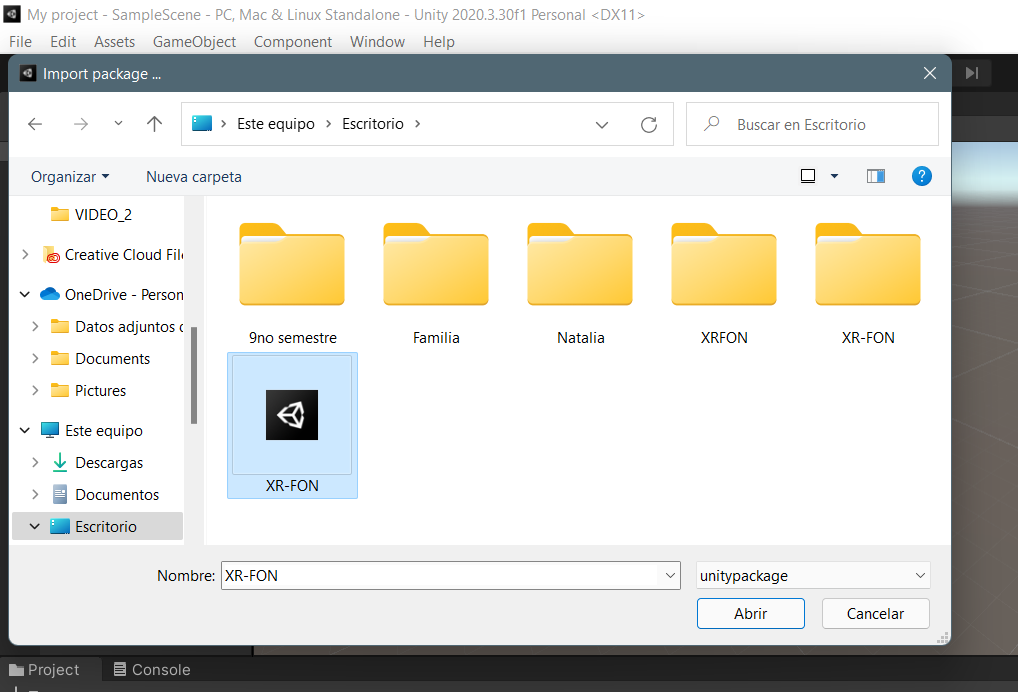 My project - SampleScene - PC, Mac & Linux Standalone - Unity 2020.3.30f1 Personal <DX11>
File Edit Assets GameObject Component Window Help
Import package ...
Este equipo Escritorio
Buscar en Escritorio
Organizar Nueva carpeta
?
VIDEO_2
Creative Cloud File
OneDrive - Person
Datos adjuntos
Documents
Pictures
Este equipo
Descargas
Documentos
Escritorio
9no semestre Familia Natalia XRFON XR-FON
XR-FON
Nombre: XR-FON unitypackage
Abrir Cancelar
Project Console